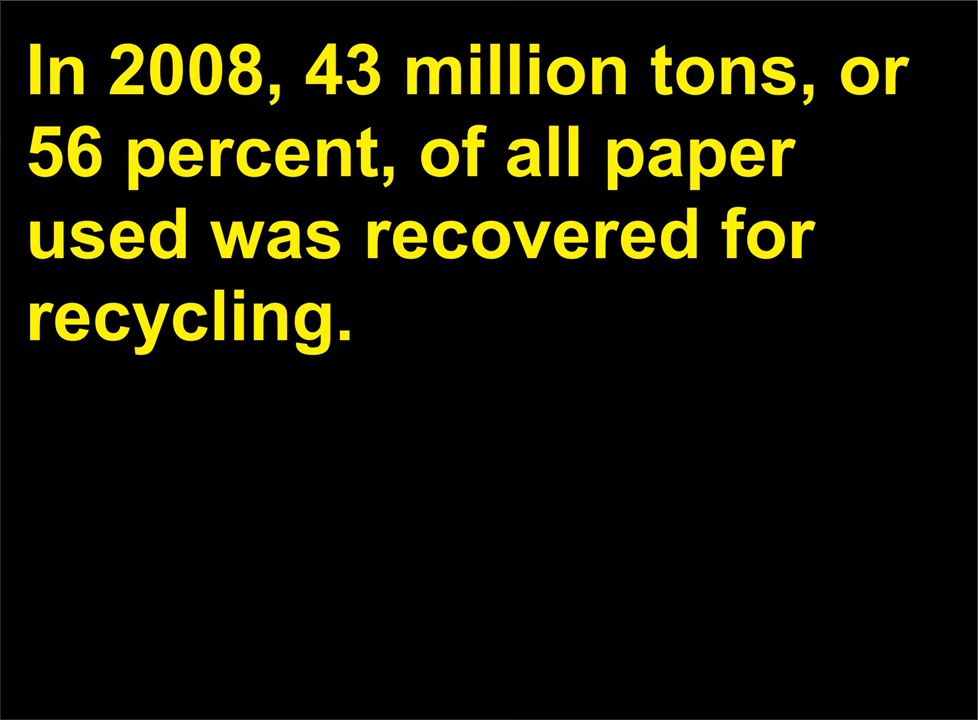 In 2008, 43 million tons, or
56 percent, of all paper
used was recovered for
recycling.